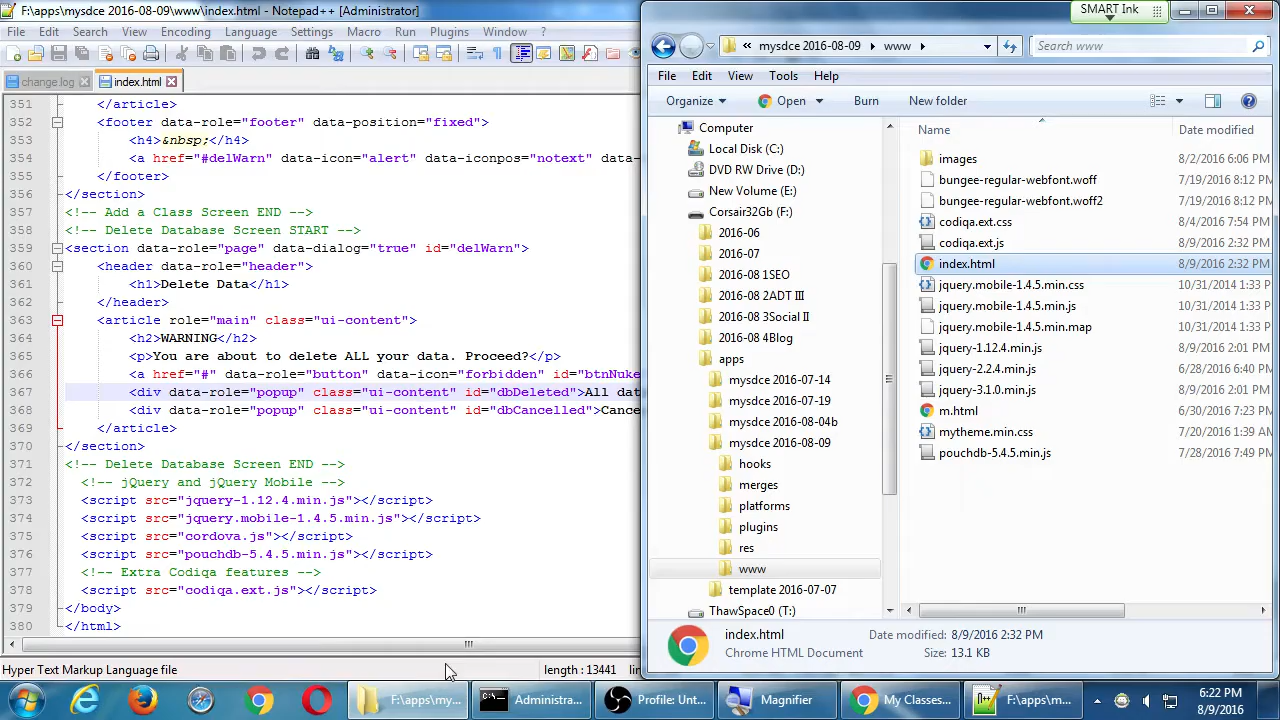 F:\apps\mysdce 2016-08-09\www\index.html - Notepad++ [Administrator]
File Edit Search View Encoding Language Settings Macro Run Plugins Window ?
change.log index.html
351 </article>
352 <footer data-role="footer" data-position="fixed">
353 <h4>&nbsp;</h4>
354 <a href="#delWarn" data-icon="alert" data-iconpos="notext" data-
355 </footer>
356 </section>
357 <!-- Add a Class Screen END -->
358 <!-- Delete Database Screen START -->
359 <section data-role="page" data-dialog="true" id="delWarn">
360 <header data-role="header">
361 <h1>Delete Data</h1>
362 </header>
363 <article role="main" class="ui-content">
364 <h2>WARNING</h2>
365 <p>You are about to delete ALL your data. Proceed?</p>
366 <a href="#" data-role="button" data-icon="forbidden" id="btnNuke
367 <div data-role="popup" class="ui-content" id="dbDeleted">All dat
368 <div data-role="popup" class="ui-content" id="dbCancelled">Cance
369 </article>
370 </section>
371 <!-- Delete Database Screen END -->
372 <!-- jQuery and jQuery Mobile -->
373 <script src="jquery-1.12.4.min.js"></script>
374 <script src="jquery.mobile-1.4.5.min.js"></script>
375 <script src="cordova.js"></script>
376 <script src="pouchdb-5.4.5.min.js"></script>
377 <!-- Extra Codiqa features -->
378 <script src="codiqa.ext.js"></script>
379 </body>
380 </html>
Hyper Text Markup Language file length : 13441 lin
SMART Ink
« mysdce 2016-08-09 www Search www
File Edit View Tools Help
Organize Open Burn New folder
Computer
Local Disk (C:)
DVD RW Drive (D:)
New Volume (E:)
Corsair32Gb (F:)
2016-06
2016-07
2016-08 1SEO
2016-08 2ADT III
2016-08 3Social II
2016-08 4Blog
apps
mysdce 2016-07-14
mysdce 2016-07-19
mysdce 2016-08-04b
mysdce 2016-08-09
hooks
merges
platforms
plugins
res
www
template 2016-07-07
ThawSpace0 (T:)
Name Date modified
images 8/2/2016 6:06 PM
bungee-regular-webfont.woff 7/19/2016 8:12 PM
bungee-regular-webfont.woff2 7/19/2016 8:12 PM
codiqa.ext.css 8/4/2016 7:54 PM
codiqa.ext.js 8/9/2016 2:32 PM
index.html 8/9/2016 2:32 PM
jquery.mobile-1.4.5.min.css 10/31/2014 1:33 P
jquery.mobile-1.4.5.min.js 10/31/2014 1:33 P
jquery.mobile-1.4.5.min.map 10/31/2014 1:33 P
jquery-1.12.4.min.js 8/9/2016 2:01 PM
jquery-2.2.4.min.js 6/28/2016 6:40 PM
jquery-3.1.0.min.js 8/9/2016 2:01 PM
m.html 6/30/2016 7:23 PM
mytheme.min.css 7/20/2016 1:39 AM
pouchdb-5.4.5.min.js 7/28/2016 7:49 PM
index.html Date modified: 8/9/2016 2:32 PM
Chrome HTML Document Size: 13.1 KB
F:\apps\my... Administra... Profile: Unt... Magnifier My Classes... F:\apps\m...
6:22 PM
8/9/2016